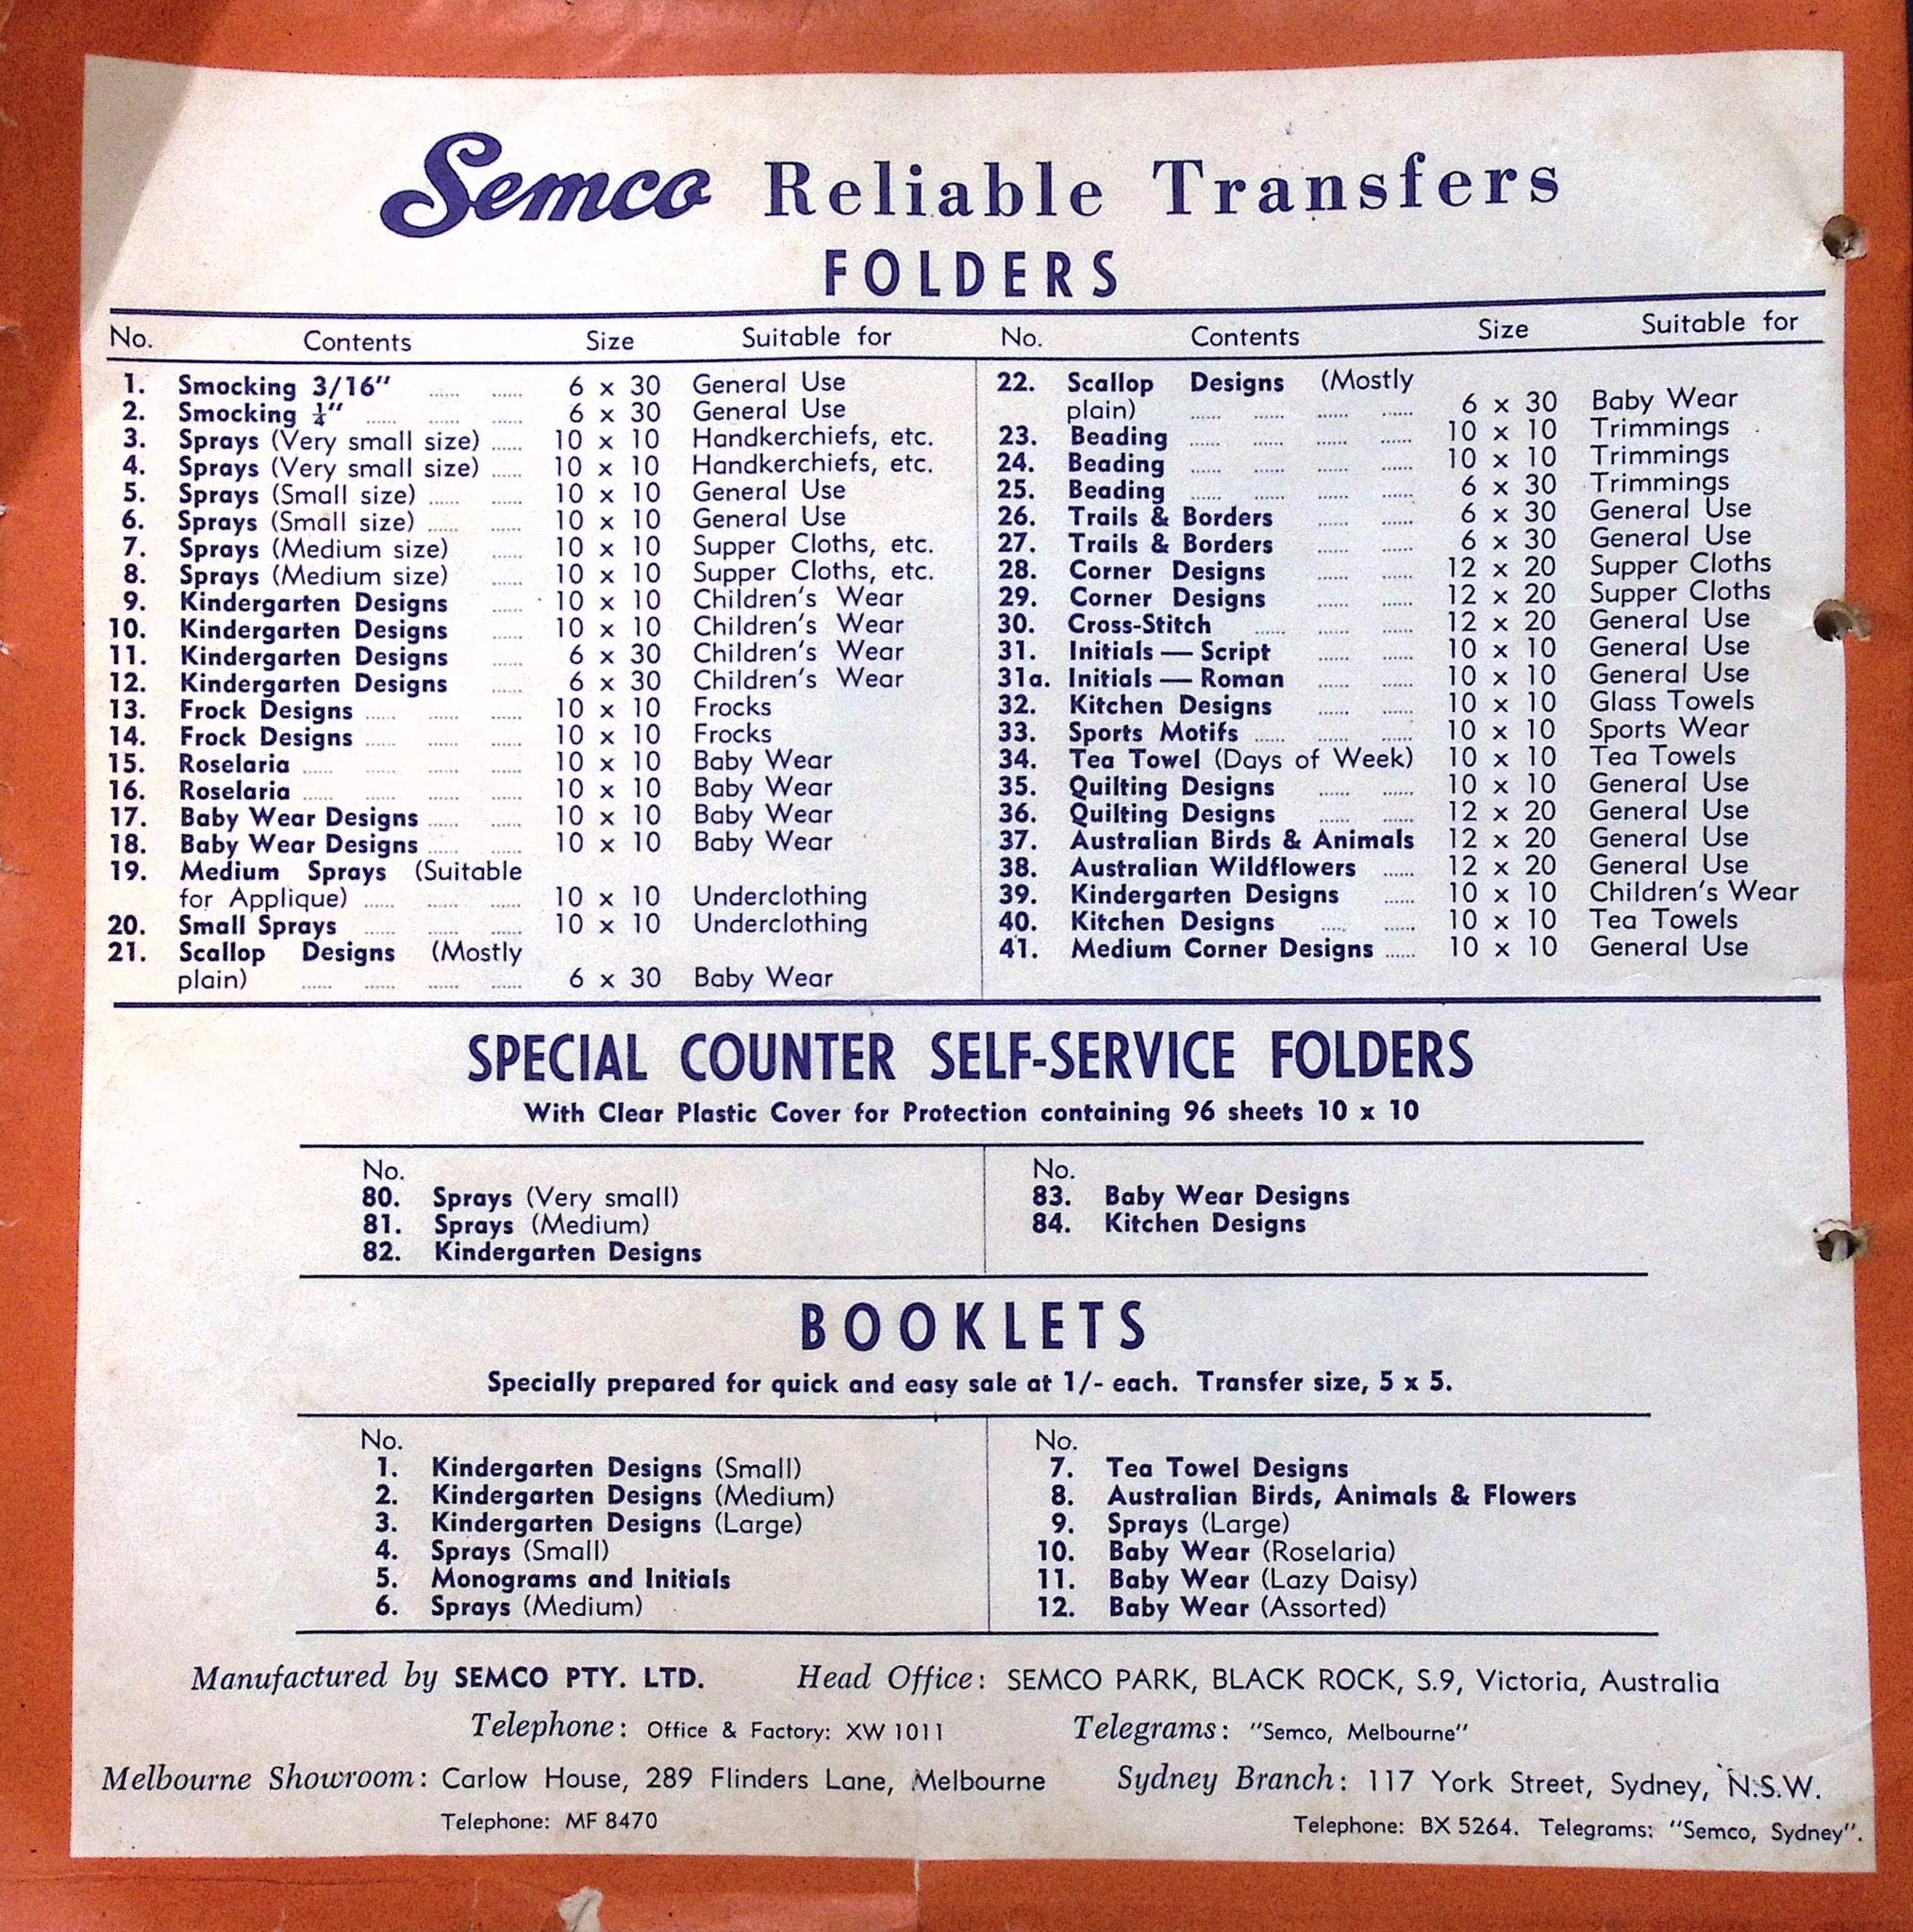 Semco Reliable Transfers
FOLDERS
No. Contents Size Suitable for
1. Smocking 3/16" ...... ...... 6 x 30 General Use
2. Smocking ¼" ...... ...... ...... 6 x 30 General Use
3. Sprays (Very small size) ...... 10 x 10 Handkerchiefs, etc.
4. Sprays (Very small size) ...... 10 x 10 Handkerchiefs, etc.
5. Sprays (Small size) ...... ...... 10 x 10 General Use
6. Sprays (Small size) ...... ...... 10 x 10 General Use
7. Sprays (Medium size) ...... 10 x 10 Supper Cloths, etc.
8. Sprays (Medium size) ...... 10 x 10 Supper Cloths, etc.
9. Kindergarten Designs ...... 10 x 10 Children's Wear
10. Kindergarten Designs ...... 10 x 10 Children's Wear
11. Kindergarten Designs ...... 6 x 30 Children's Wear
12. Kindergarten Designs ...... 6 x 30 Children's Wear
13. Frock Designs ...... ...... ...... 10 x 10 Frocks
14. Frock Designs ...... ...... ...... 10 x 10 Frocks
15. Roselaria ...... ...... ...... ...... 10 x 10 Baby Wear
16. Roselaria ...... ...... ...... ...... 10 x 10 Baby Wear
17. Baby Wear Designs ...... ...... 10 x 10 Baby Wear
18. Baby Wear Designs ...... ...... 10 x 10 Baby Wear
19. Medium Sprays (Suitable
for Applique) ...... ...... ...... 10 x 10 Underclothing
20. Small Sprays ...... ...... ...... 10 x 10 Underclothing
21. Scallop Designs (Mostly
plain) ...... ...... ...... ...... 6 x 30 Baby Wear
No. Contents Size Suitable for
22. Scallop Designs (Mostly
plain) ...... ...... ...... ...... 6 x 30 Baby Wear
23. Beading ...... ...... ...... ...... 10 x 10 Trimmings
24. Beading ...... ...... ...... ...... 10 x 10 Trimmings
25. Beading ...... ...... ...... ...... 6 x 30 Trimmings
26. Trails & Borders ...... ...... 6 x 30 General Use
27. Trails & Borders ...... ...... 6 x 30 General Use
28. Corner Designs ...... ...... 12 x 20 Supper Cloths
29. Corner Designs ...... ...... 12 x 20 Supper Cloths
30. Cross-Stitch ...... ...... ...... 12 x 20 General Use
31. Initials — Script ...... ...... 10 x 10 General Use
31a. Initials — Roman ...... ...... 10 x 10 General Use
32. Kitchen Designs ...... ...... 10 x 10 Glass Towels
33. Sports Motifs ...... ...... ...... 10 x 10 Sports Wear
34. Tea Towel (Days of Week) 10 x 10 Tea Towels
35. Quilting Designs ...... ...... 10 x 10 General Use
36. Quilting Designs ...... ...... 12 x 20 General Use
37. Australian Birds & Animals 12 x 20 General Use
38. Australian Wildflowers ...... 12 x 20 General Use
39. Kindergarten Designs ...... 10 x 10 Children's Wear
40. Kitchen Designs ...... ...... 10 x 10 Tea Towels
41. Medium Corner Designs ...... 10 x 10 General Use
SPECIAL COUNTER SELF-SERVICE FOLDERS
With Clear Plastic Cover for Protection containing 96 sheets 10 x 10
No.
80. Sprays (Very small)
81. Sprays (Medium)
82. Kindergarten Designs
No.
83. Baby Wear Designs
84. Kitchen Designs
BOOKLETS
Specially prepared for quick and easy sale at 1/- each. Transfer size, 5 x 5.
No.
1. Kindergarten Designs (Small)
2. Kindergarten Designs (Medium)
3. Kindergarten Designs (Large)
4. Sprays (Small)
5. Monograms and Initials
6. Sprays (Medium)
No.
7. Tea Towel Designs
8. Australian Birds, Animals & Flowers
9. Sprays (Large)
10. Baby Wear (Roselaria)
11. Baby Wear (Lazy Daisy)
12. Baby Wear (Assorted)
Manufactured by SEMCO PTY. LTD. Head Office: SEMCO PARK, BLACK ROCK, S.9, Victoria, Australia
Telephone: Office & Factory: XW 1011 Telegrams: "Semco, Melbourne"
Melbourne Showroom: Carlow House, 289 Flinders Lane, Melbourne
Telephone: MF 8470
Sydney Branch: 117 York Street, Sydney, N.S.W.
Telephone: BX 5264. Telegrams: "Semco, Sydney".